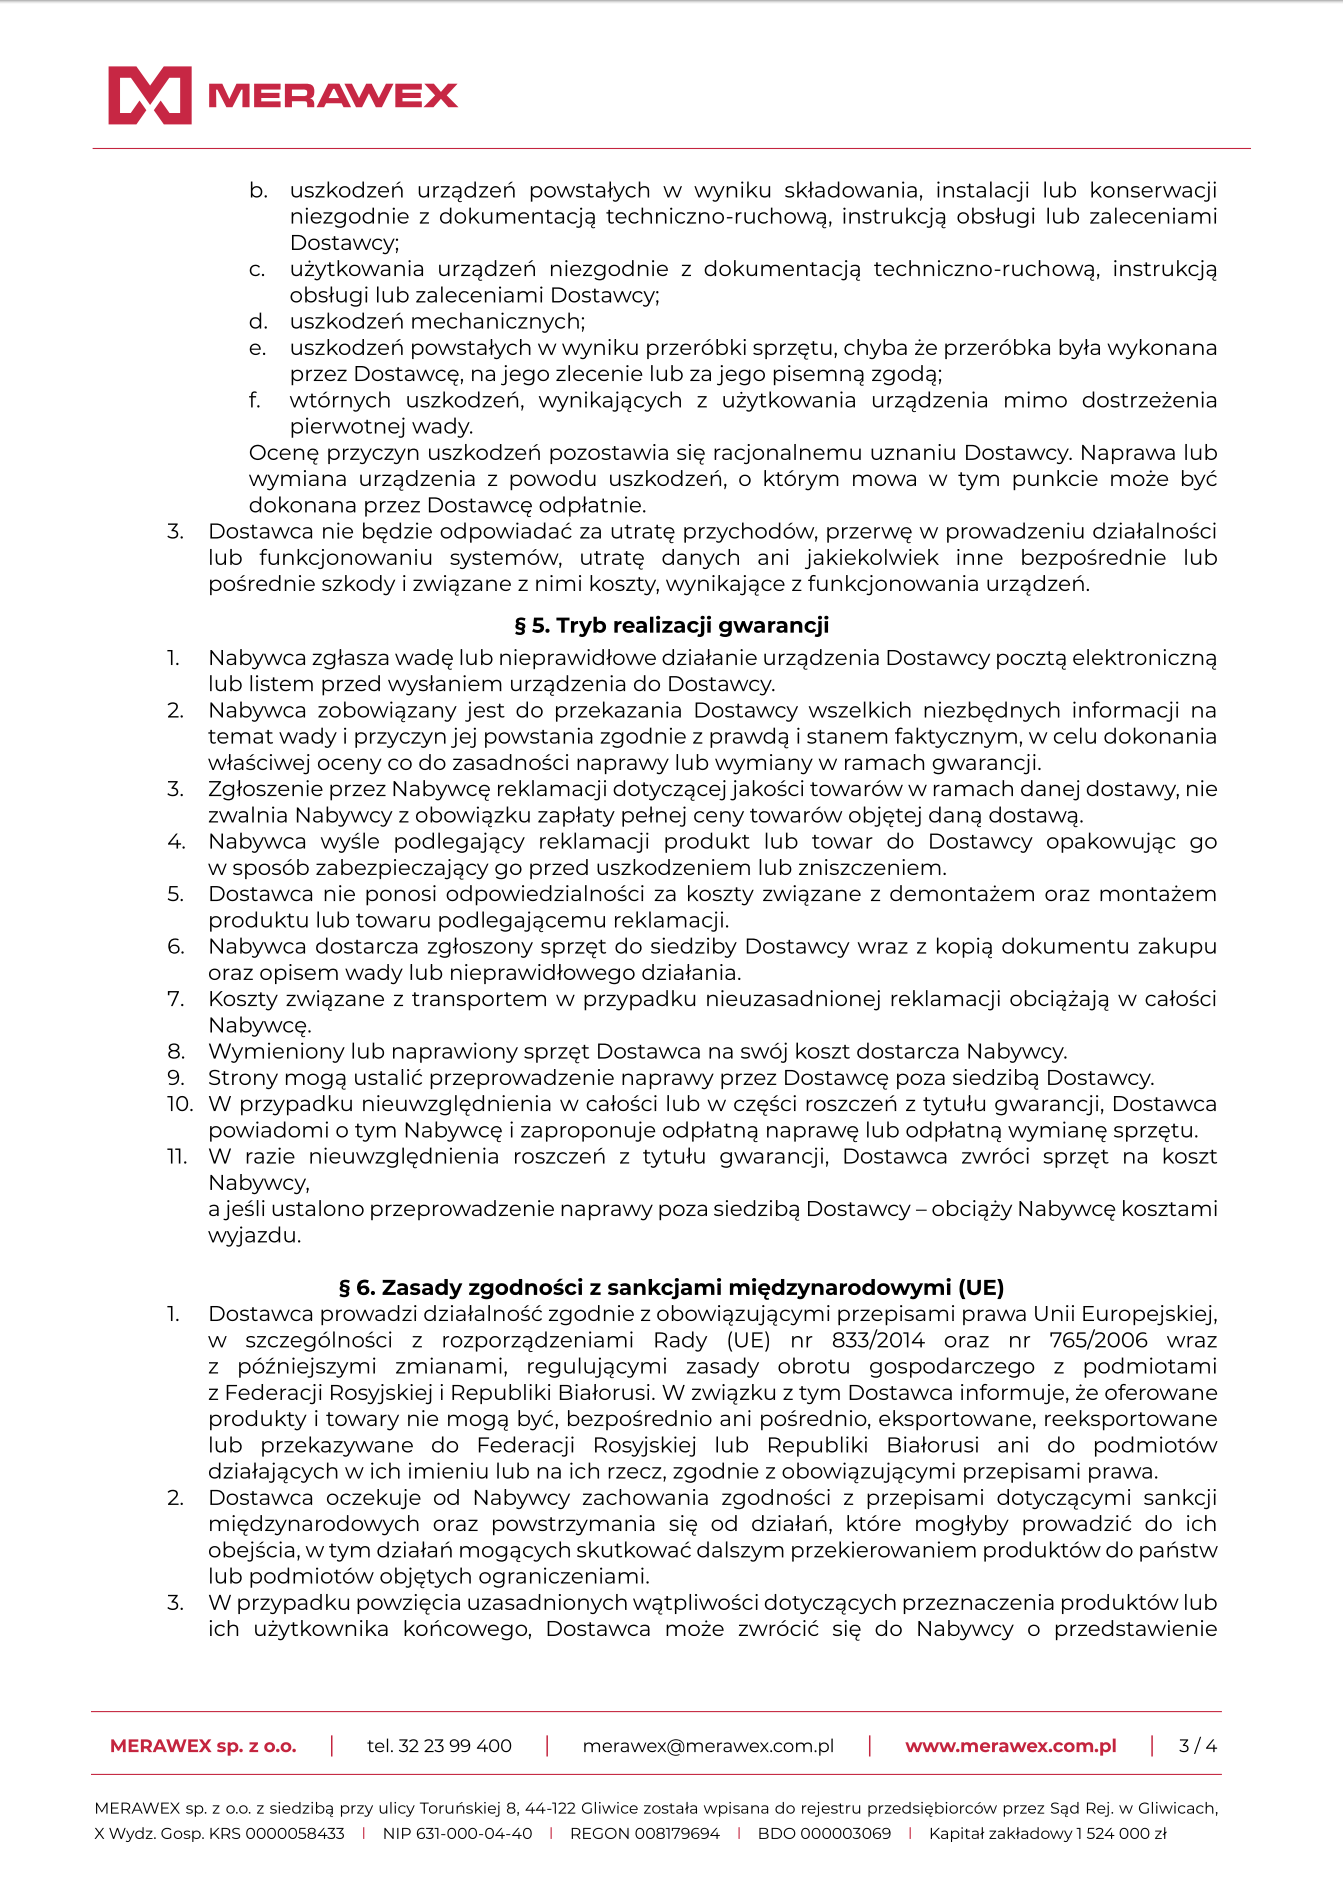 MERAWEX
b. uszkodzeń urządzeń powstałych w wyniku składowania, instalacji lub konserwacji
niezgodnie z dokumentacją techniczno-ruchową, instrukcją obsługi lub zaleceniami
Dostawcy;
c. użytkowania urządzeń niezgodnie z dokumentacją techniczno-ruchową, instrukcją
obsługi lub zaleceniami Dostawcy;
d. uszkodzeń mechanicznych;
e. uszkodzeń powstałych w wyniku przeróbki sprzętu, chyba że przeróbka była wykonana
przez Dostawcę, na jego zlecenie lub za jego pisemną zgodą;
f. wtórnych uszkodzeń, wynikających z użytkowania urządzenia mimo dostrzeżenia
pierwotnej wady.
Ocenę przyczyn uszkodzeń pozostawia się racjonalnemu uznaniu Dostawcy. Naprawa lub
wymiana urządzenia z powodu uszkodzeń, o którym mowa w tym punkcie może być
dokonana przez Dostawcę odpłatnie.
3. Dostawca nie będzie odpowiadać za utratę przychodów, przerwę w prowadzeniu działalności
lub funkcjonowaniu systemów, utratę danych ani jakiekolwiek inne bezpośrednie lub
pośrednie szkody i związane z nimi koszty, wynikające z funkcjonowania urządzeń.
§ 5. Tryb realizacji gwarancji
1. Nabywca zgłasza wadę lub nieprawidłowe działanie urządzenia Dostawcy pocztą elektroniczną
lub listem przed wysłaniem urządzenia do Dostawcy.
2. Nabywca zobowiązany jest do przekazania Dostawcy wszelkich niezbędnych informacji na
temat wady i przyczyn jej powstania zgodnie z prawdą i stanem faktycznym, w celu dokonania
właściwej oceny co do zasadności naprawy lub wymiany w ramach gwarancji.
3. Zgłoszenie przez Nabywcę reklamacji dotyczącej jakości towarów w ramach danej dostawy, nie
zwalnia Nabywcy z obowiązku zapłaty pełnej ceny towarów objętej daną dostawą.
4. Nabywca wyśle podlegający reklamacji produkt lub towar do Dostawcy opakowując go
w sposób zabezpieczający go przed uszkodzeniem lub zniszczeniem.
5. Dostawca nie ponosi odpowiedzialności za koszty związane z demontażem oraz montażem
produktu lub towaru podlegającemu reklamacji.
6. Nabywca dostarcza zgłoszony sprzęt do siedziby Dostawcy wraz z kopią dokumentu zakupu
oraz opisem wady lub nieprawidłowego działania.
7. Koszty związane z transportem w przypadku nieuzasadnionej reklamacji obciążają w całości
Nabywcę.
8. Wymieniony lub naprawiony sprzęt Dostawca na swój koszt dostarcza Nabywcy.
9. Strony mogą ustalić przeprowadzenie naprawy przez Dostawcę poza siedzibą Dostawcy.
10. W przypadku nieuwzględnienia w całości lub w części roszczeń z tytułu gwarancji, Dostawca
powiadomi o tym Nabywcę i zaproponuje odpłatną naprawę lub odpłatną wymianę sprzętu.
11. W razie nieuwzględnienia roszczeń z tytułu gwarancji, Dostawca zwróci sprzęt na koszt
Nabywcy,
a jeśli ustalono przeprowadzenie naprawy poza siedzibą Dostawcy – obciąży Nabywcę kosztami
wyjazdu.
§ 6. Zasady zgodności z sankcjami międzynarodowymi (UE)
1. Dostawca prowadzi działalność zgodnie z obowiązującymi przepisami prawa Unii Europejskiej,
w szczególności z rozporządzeniami Rady (UE) nr 833/2014 oraz nr 765/2006 wraz
z późniejszymi zmianami, regulującymi zasady obrotu gospodarczego z podmiotami
z Federacji Rosyjskiej i Republiki Białorusi. W związku z tym Dostawca informuje, że oferowane
produkty i towary nie mogą być, bezpośrednio ani pośrednio, eksportowane, reeksportowane
lub przekazywane do Federacji Rosyjskiej lub Republiki Białorusi ani do podmiotów
działających w ich imieniu lub na ich rzecz, zgodnie z obowiązującymi przepisami prawa.
2. Dostawca oczekuje od Nabywcy zachowania zgodności z przepisami dotyczącymi sankcji
międzynarodowych oraz powstrzymania się od działań, które mogłyby prowadzić do ich
obejścia, w tym działań mogących skutkować dalszym przekierowaniem produktów do państw
lub podmiotów objętych ograniczeniami.
3. W przypadku powzięcia uzasadnionych wątpliwości dotyczących przeznaczenia produktów lub
ich użytkownika końcowego, Dostawca może zwrócić się do Nabywcy o przedstawienie
MERAWEX sp. z o.o. | tel. 32 23 99 400 | merawex@merawex.com.pl | www.merawex.com.pl | 3 / 4
MERAWEX sp. z o.o. z siedzibą przy ulicy Toruńskiej 8, 44-122 Gliwice została wpisana do rejestru przedsiębiorców przez Sąd Rej. w Gliwicach,
X Wydz. Gosp. KRS 0000058433 | NIP 631-000-04-40 | REGON 008179694 | BDO 000003069 | Kapitał zakładowy 1 524 000 zł